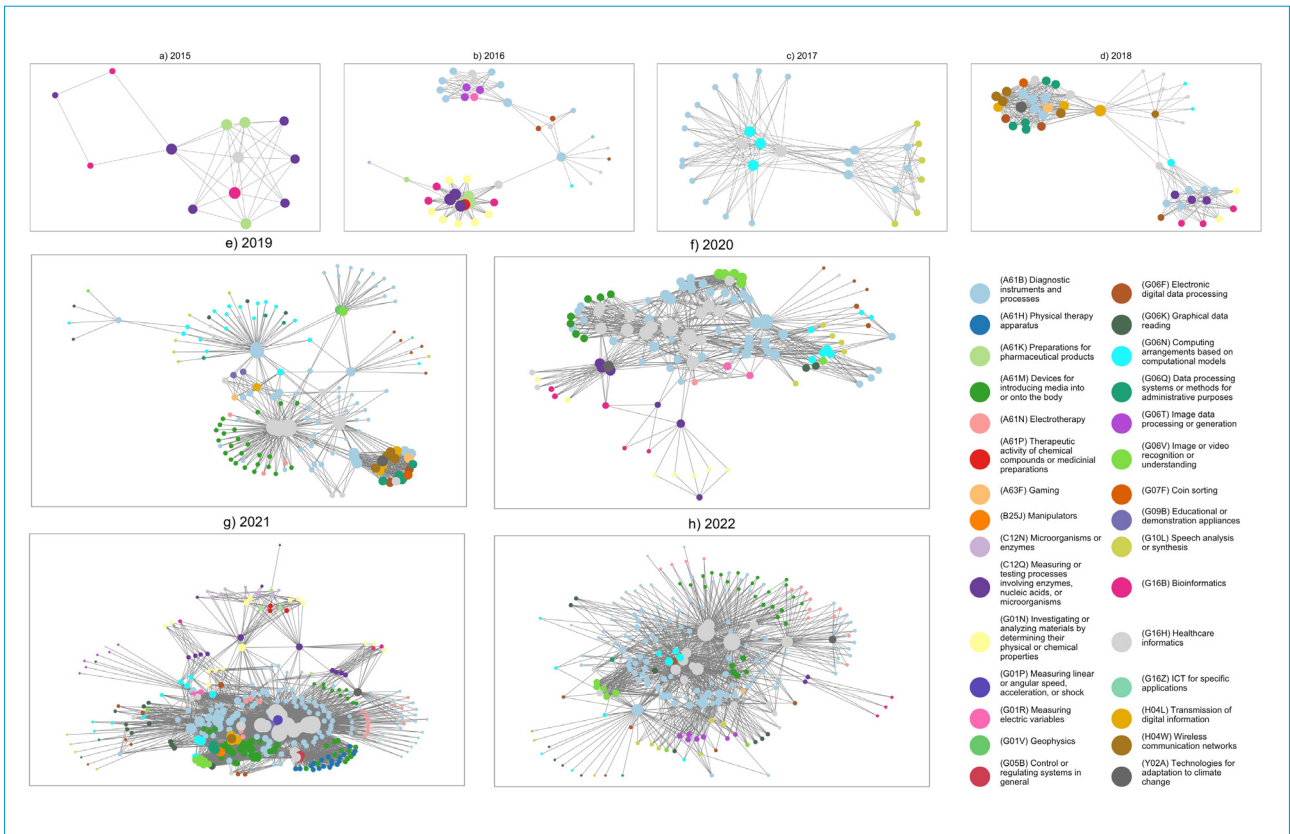 a) 2015
b) 2016
c) 2017
d) 2018
e) 2019
f) 2020
g) 2021
h) 2022
(A61B) Diagnostic
instruments and
processes
(A61H) Physical therapy
apparatus
(A61K) Preparations for
pharmaceutical products
(A61M) Devices for
introducing media into
or onto the body
(A61N) Electrotherapy
(A61P) Therapeutic
activity of chemical
compounds or medicinial
preparations
(A63F) Gaming
(B25J) Manipulators
(C12N) Microorganisms or
enzymes
(C12Q) Measuring or
testing processes
involving enzymes,
nucleic acids, or
microorganisms
(G01N) Investigating or
analyzing materials by
determining their
physical or chemical
properties
(G01P) Measuring linear
or angular speed,
acceleration, or shock
(G01R) Measuring
electric variables
(G01V) Geophysics
(G05B) Control or
regulating systems in
general
(G06F) Electronic
digital data processing
(G06K) Graphical data
reading
(G06N) Computing
arrangements based on
computational models
(G06Q) Data processing
systems or methods for
administrative purposes
(G06T) Image data
processing or generation
(G06V) Image or video
recognition or
understanding
(G07F) Coin sorting
(G09B) Educational or
demonstration appliances
(G10L) Speech analysis
or synthesis
(G16B) Bioinformatics
(G16H) Healthcare
informatics
(G16Z) ICT for specific
applications
(H04L) Transmission of
digital information
(H04W) Wireless
communication networks
(Y02A) Technologies for
adaptation to climate
change